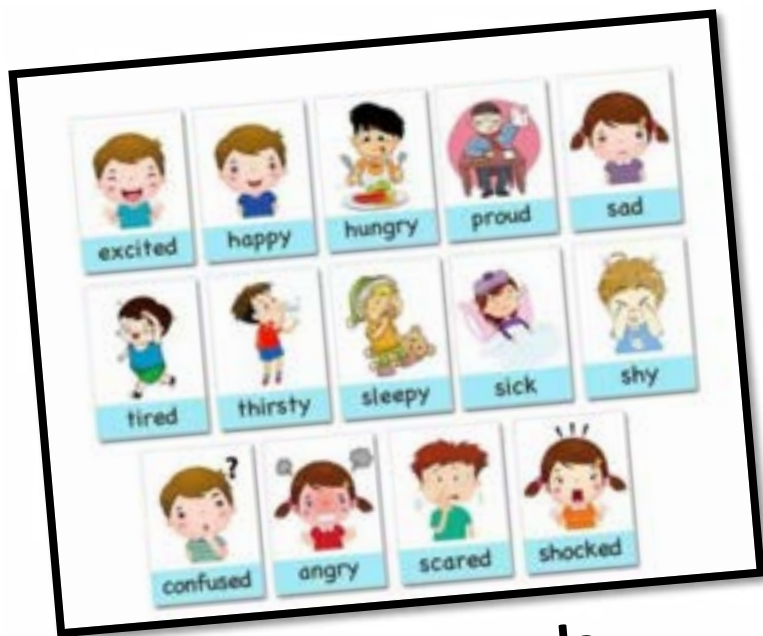 excited happy hungry proud sad
tired thirsty sleepy sick shy
?
!!!
confused angry scared shocked